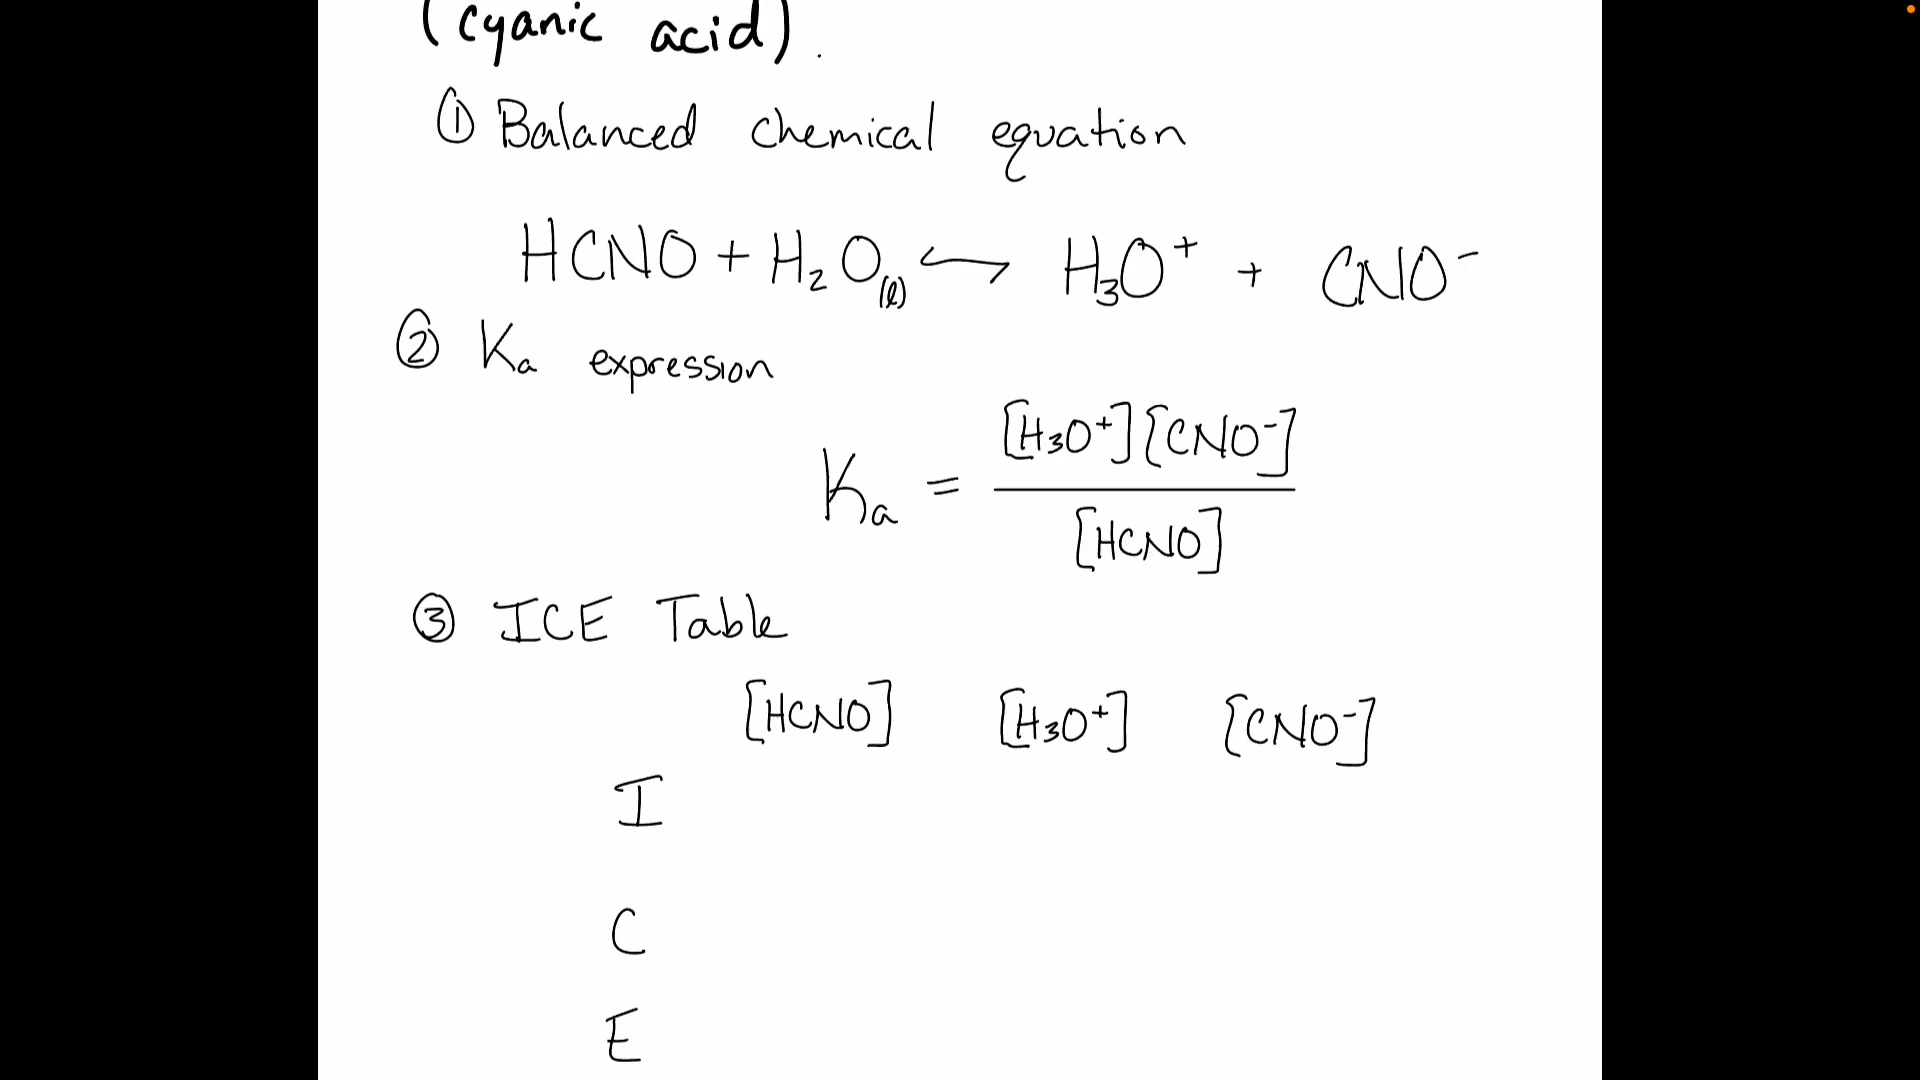 (cyanic acid).
① Balanced chemical equation
HCNO + H₂O(l) ⟷ H₃O⁺ + CNO⁻
② Ka expression
Ka = [H₃O⁺][CNO⁻] / [HCNO]
③ ICE Table
[HCNO] [H₃O⁺] [CNO⁻]
I
C
E